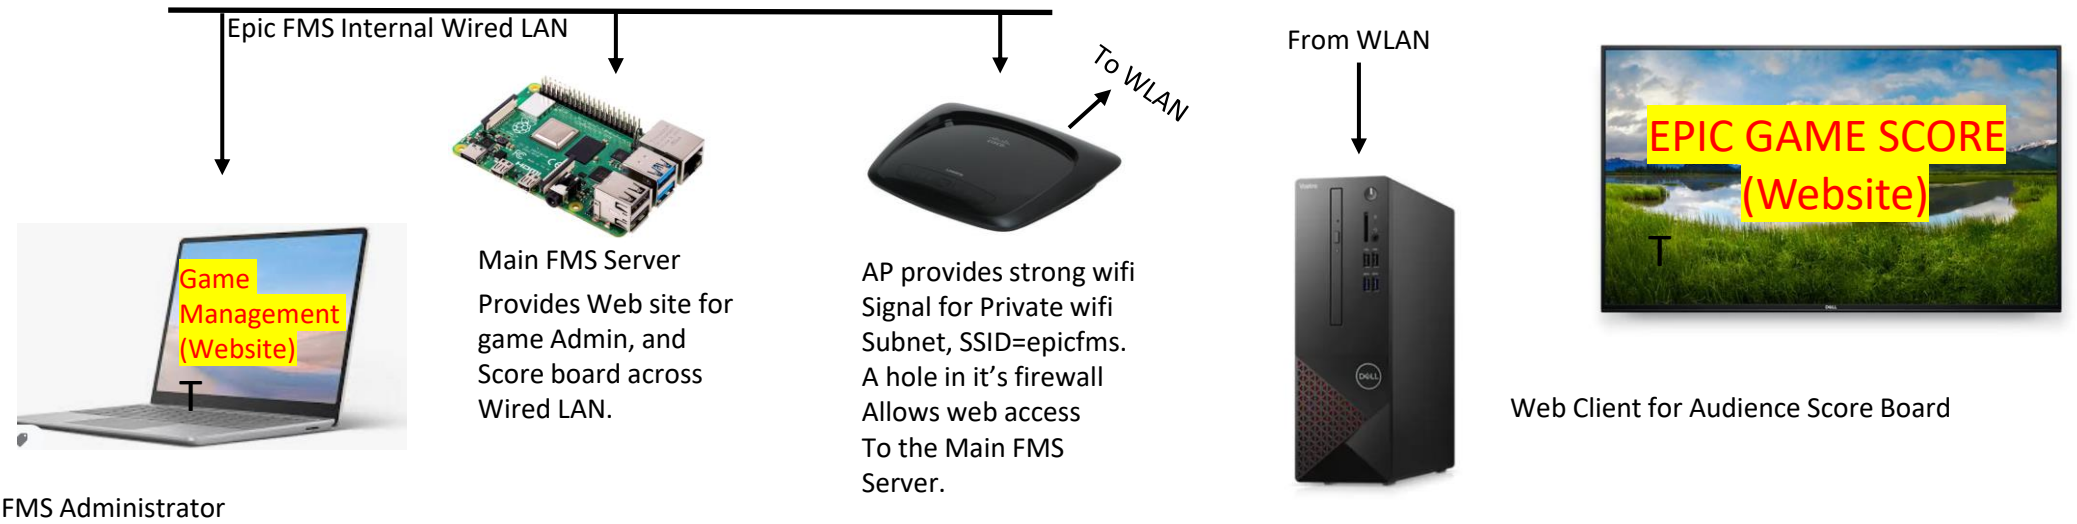 Epic FMS Internal Wired LAN
To WLAN
From WLAN
EPIC GAME SCORE
(Website)
T
Game
Management
(Website)
T
Main FMS Server
Provides Web site for
game Admin, and
Score board across
Wired LAN.
AP provides strong wifi
Signal for Private wifi
Subnet, SSID=epicfms.
A hole in it's firewall
Allows web access
To the Main FMS
Server.
Vostro
DELL
DELL
Web Client for Audience Score Board
FMS Administrator